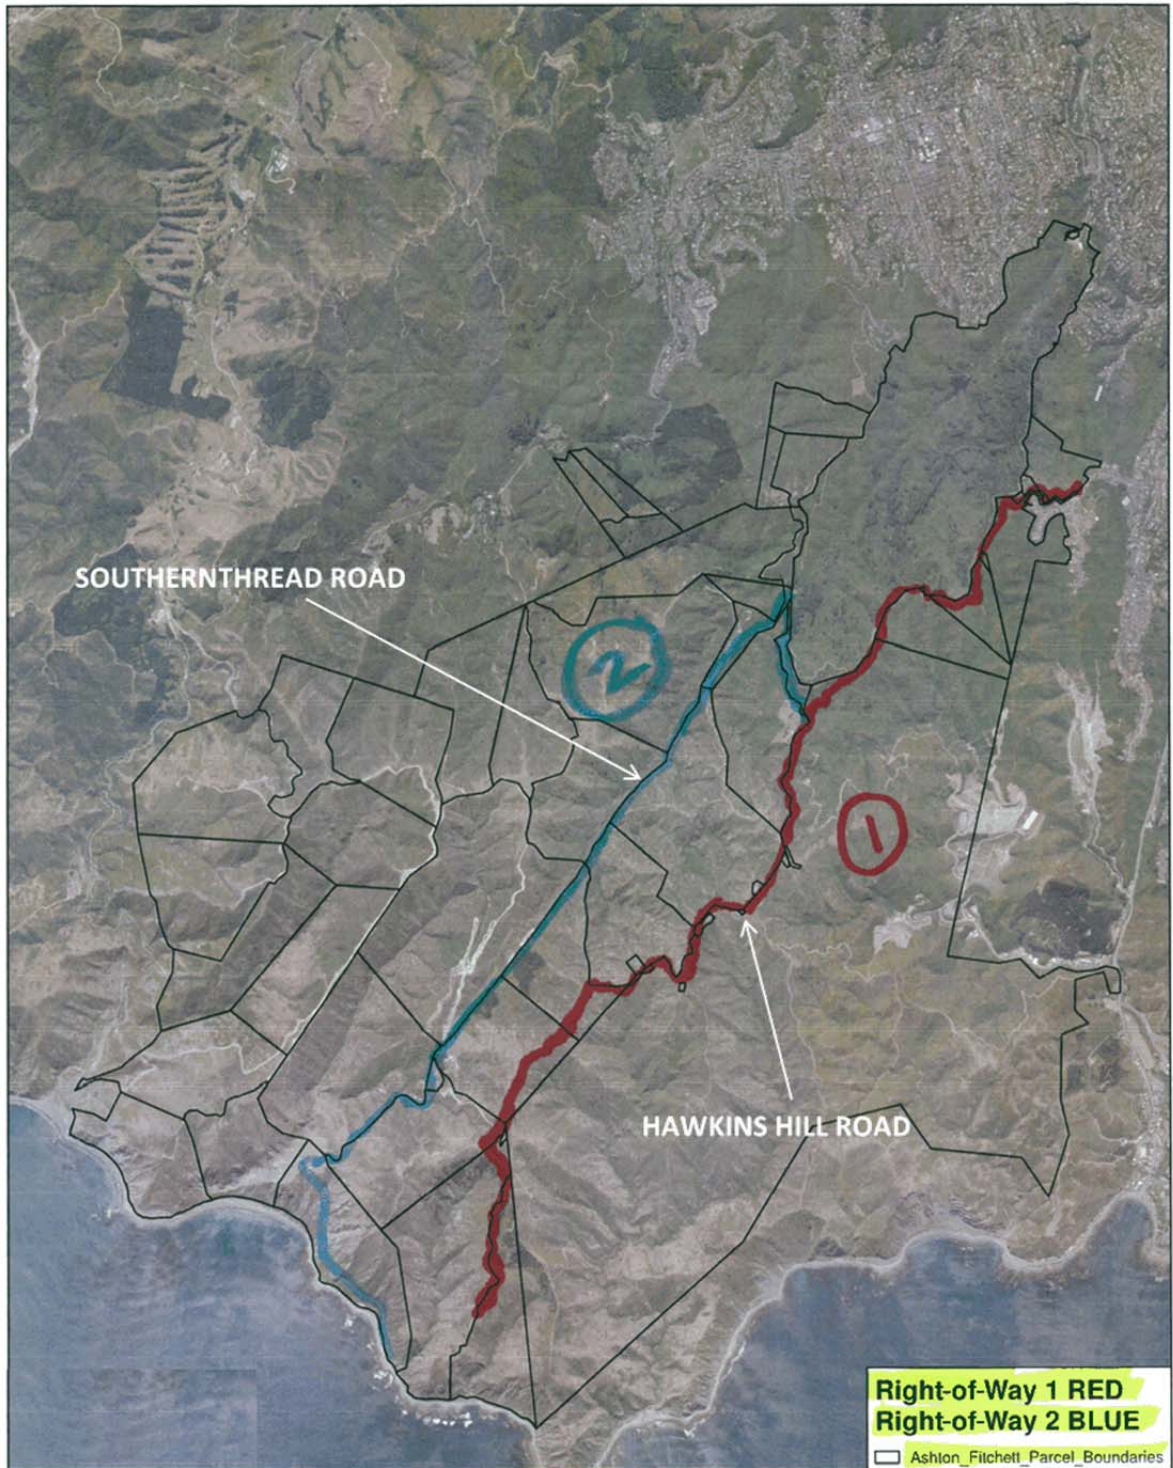 SOUTHERNTHREAD ROAD
2
1
HAWKINS HILL ROAD
Right-of-Way 1 RED
Right-of-Way 2 BLUE
Ashton_Fitchett_Parcel_Boundaries